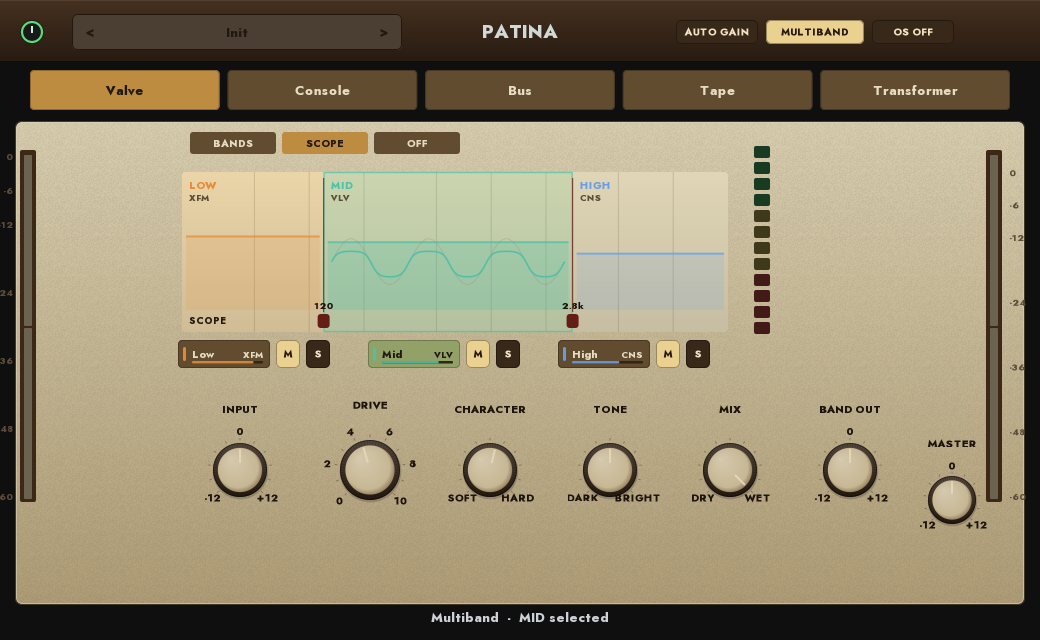 < Init >
PATINA
AUTO GAIN
MULTIBAND
OS OFF
Valve
Console
Bus
Tape
Transformer
BANDS
SCOPE
OFF
0
-6
-12
24
36
48
60
LOW
XFM
MID
VLV
HIGH
CNS
120
2.8k
SCOPE
Low XFM
M
S
Mid VLV
M
S
High CNS
M
S
0
-6
-12
-24
-36
-48
-60
INPUT
0
-12 +12
DRIVE
4 6
2 8
0 10
CHARACTER
SOFT HARD
TONE
DARK BRIGHT
MIX
DRY WET
BAND OUT
0
-12 +12
MASTER
0
-12 +12
Multiband - MID selected